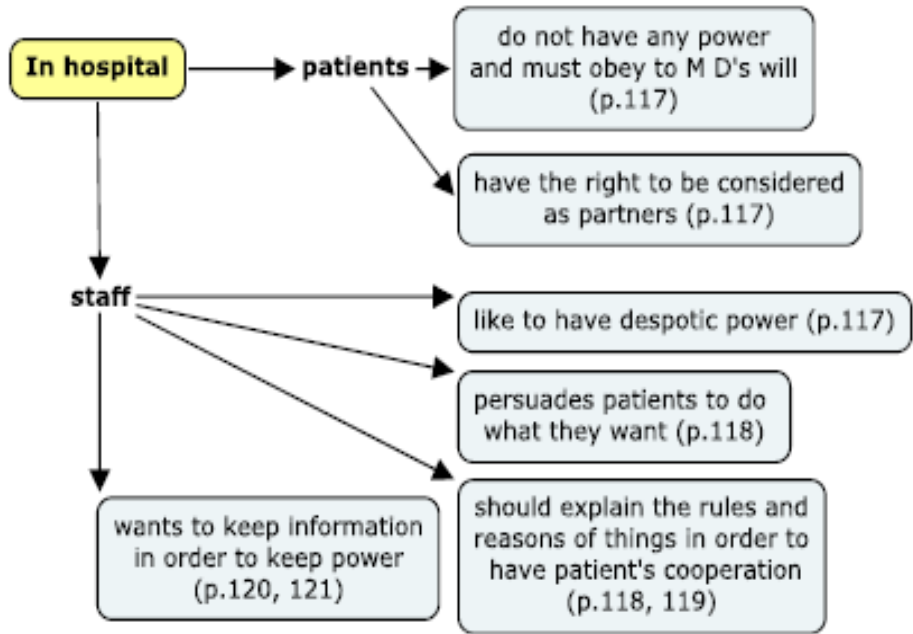 In hospital
patients
do not have any power
and must obey to M D's will
(p.117)
have the right to be considered
as partners (p.117)
staff
like to have despotic power (p.117)
persuades patients to do
what they want (p.118)
should explain the rules and
reasons of things in order to
have patient's cooperation
(p.118, 119)
wants to keep information
in order to keep power
(p.120, 121)